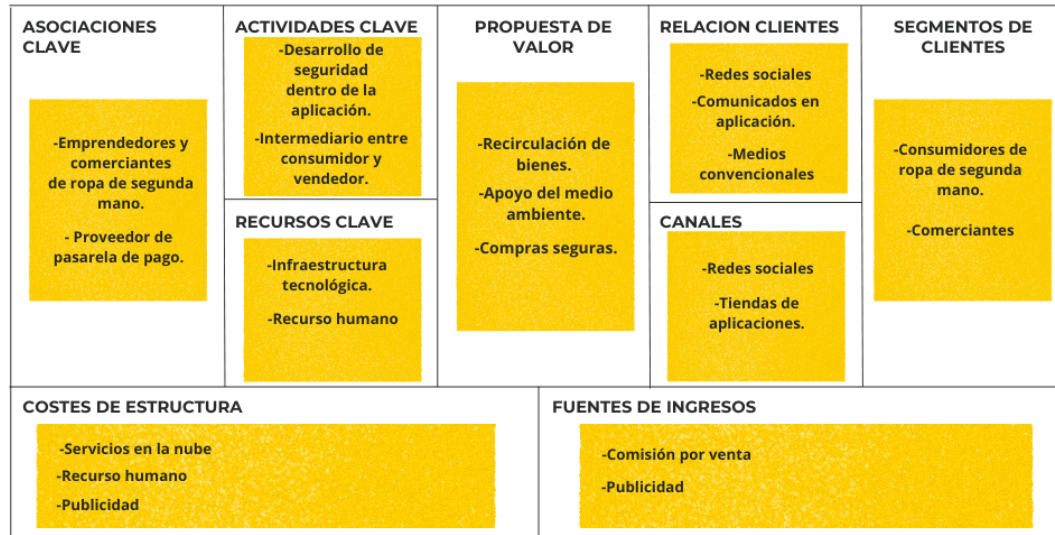 ASOCIACIONES
CLAVE
-Emprendedores y
comerciantes
de ropa de segunda
mano.
- Proveedor de
pasarela de pago.
ACTIVIDADES CLAVE
-Desarrollo de
seguridad
dentro de la
aplicación.
-Intermediario entre
consumidor y
vendedor.
RECURSOS CLAVE
-Infraestructura
tecnológica.
-Recurso humano
PROPUESTA DE
VALOR
-Recirculación de
bienes.
-Apoyo del medio
ambiente.
-Compras seguras.
RELACION CLIENTES
-Redes sociales
-Comunicados en
aplicación.
-Medios
convencionales
CANALES
-Redes sociales
-Tiendas de
aplicaciones.
SEGMENTOS DE
CLIENTES
-Consumidores de
ropa de segunda
mano.
-Comerciantes
COSTES DE ESTRUCTURA
-Servicios en la nube
-Recurso humano
-Publicidad
FUENTES DE INGRESOS
-Comisión por venta
-Publicidad